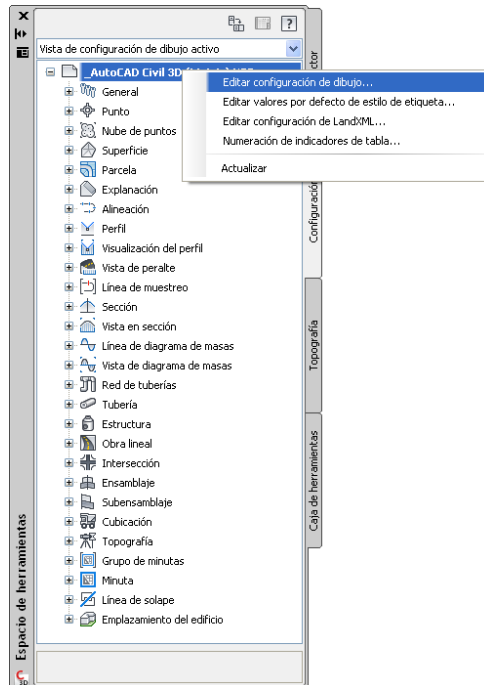 Vista de configuración de dibujo activo
_AutoCAD Civil 3D
Editar configuración de dibujo...
Editar valores por defecto de estilo de etiqueta...
Editar configuración de LandXML...
Numeración de indicadores de tabla...
Actualizar
General
Punto
Nube de puntos
Superficie
Parcela
Explanación
Alineación
Perfil
Visualización del perfil
Vista de peralte
Línea de muestreo
Sección
Vista en sección
Línea de diagrama de masas
Vista de diagrama de masas
Red de tuberías
Tubería
Estructura
Obra lineal
Intersección
Ensamblaje
Subensamblaje
Cubicación
Topografía
Grupo de minutas
Minuta
Línea de solape
Emplazamiento del edificio
Configuración
Topografía
Caja de herramientas
Espacio de herramientas
3D